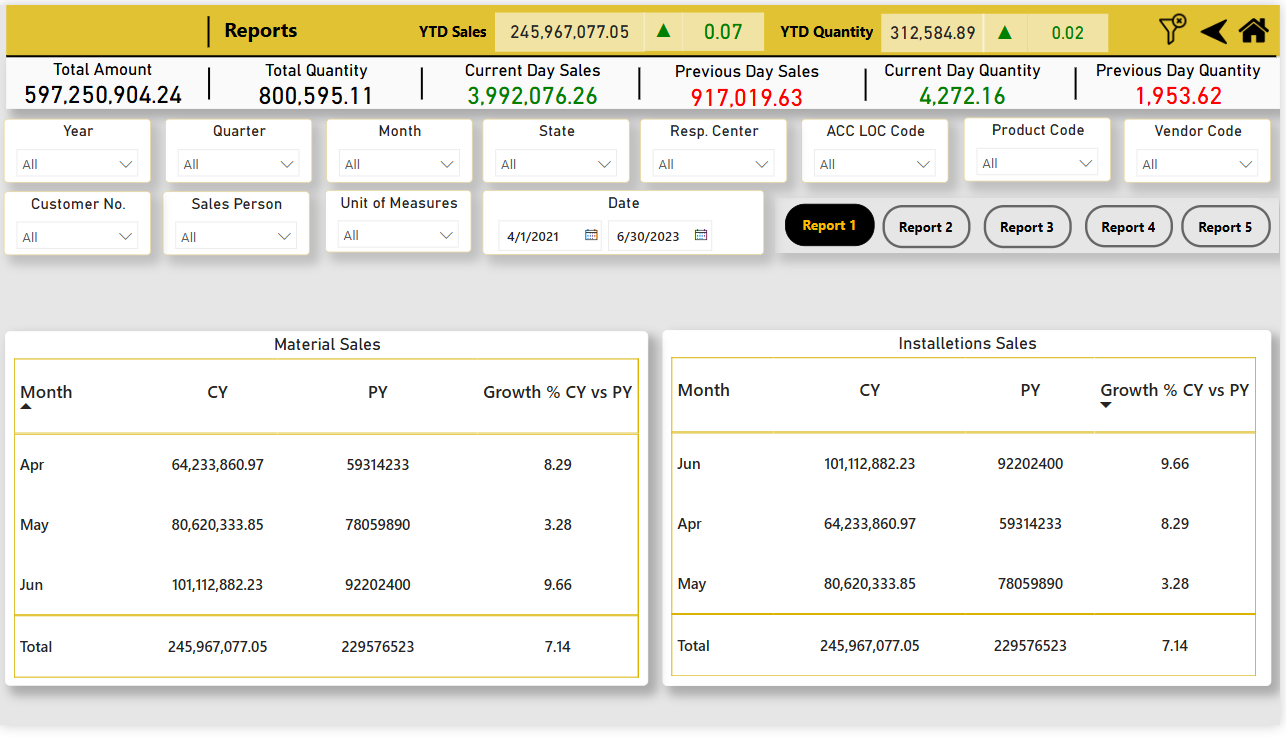 Reports YTD Sales 245,967,077.05 ▲ 0.07 YTD Quantity 312,584.89 ▲ 0.02
Total Amount Total Quantity Current Day Sales Previous Day Sales Current Day Quantity Previous Day Quantity
597,250,904.24 800,595.11 3,992,076.26 917,019.63 4,272.16 1,953.62
Year Quarter Month State Resp. Center ACC LOC Code Product Code Vendor Code
All All All All All All All All
Customer No. Sales Person Unit of Measures Date
All All All 4/1/2021 6/30/2023 Report 1 Report 2 Report 3 Report 4 Report 5
Material Sales
Month CY PY Growth % CY vs PY
Apr 64,233,860.97 59314233 8.29
May 80,620,333.85 78059890 3.28
Jun 101,112,882.23 92202400 9.66
Total 245,967,077.05 229576523 7.14
Installetions Sales
Month CY PY Growth % CY vs PY
Jun 101,112,882.23 92202400 9.66
Apr 64,233,860.97 59314233 8.29
May 80,620,333.85 78059890 3.28
Total 245,967,077.05 229576523 7.14